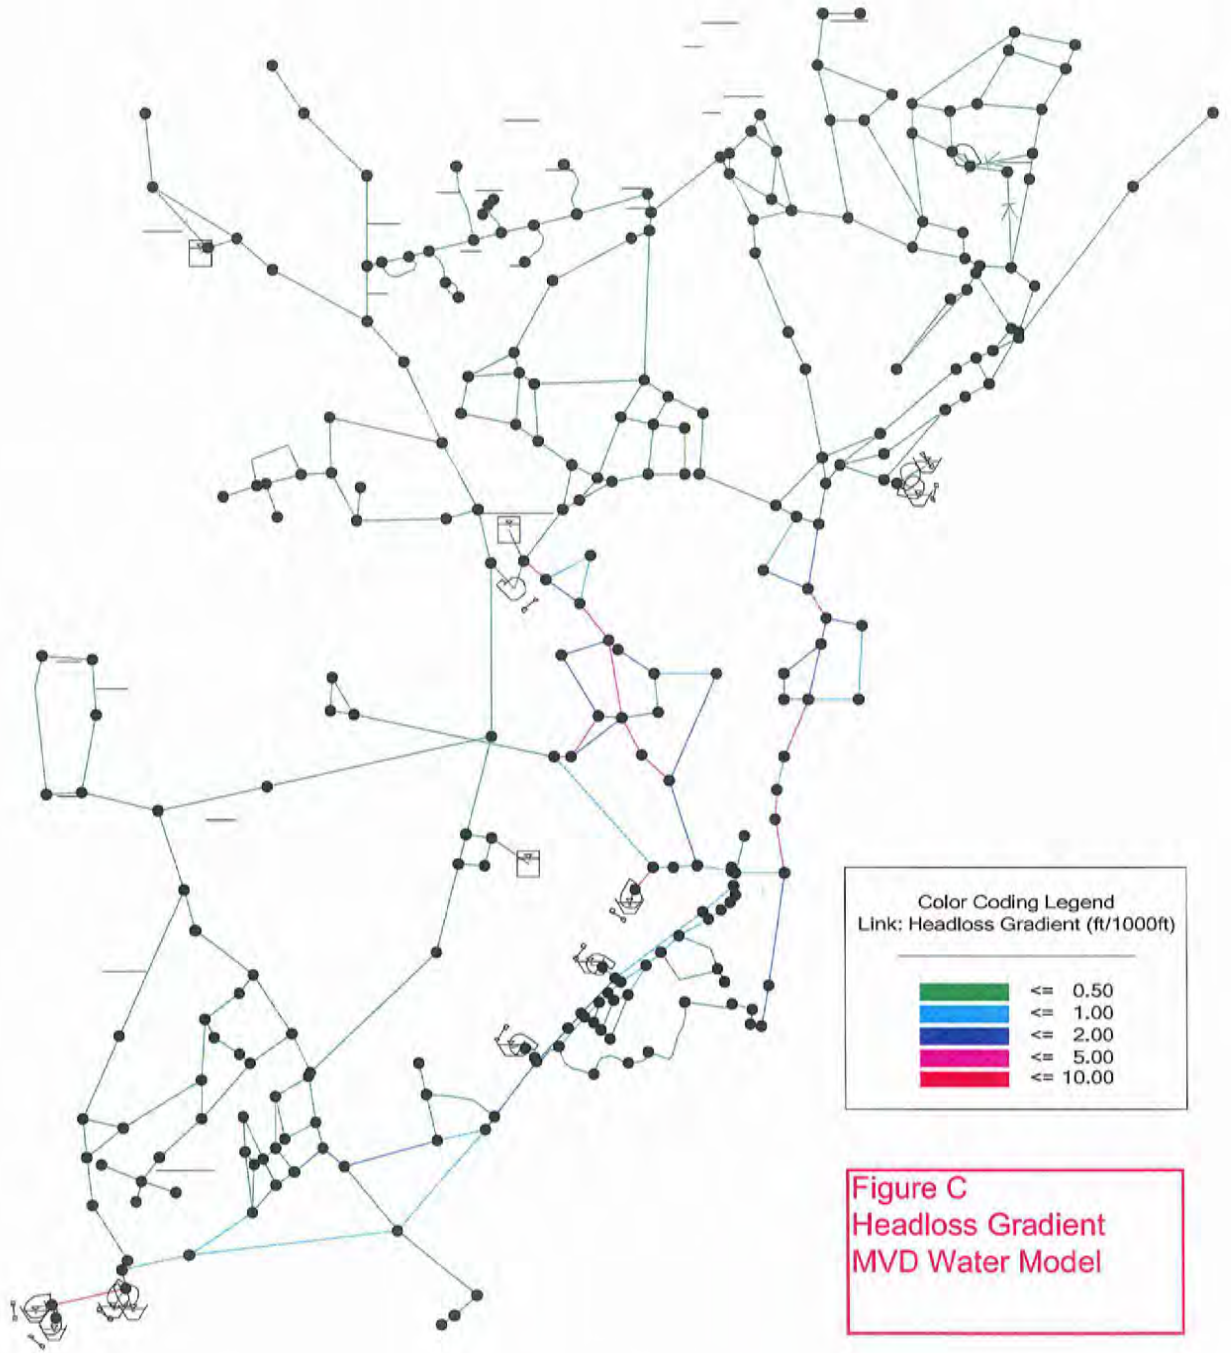 Color Coding Legend
Link: Headloss Gradient (ft/1000ft)
<= 0.50
<= 1.00
<= 2.00
<= 5.00
<= 10.00
Figure C
Headloss Gradient
MVD Water Model